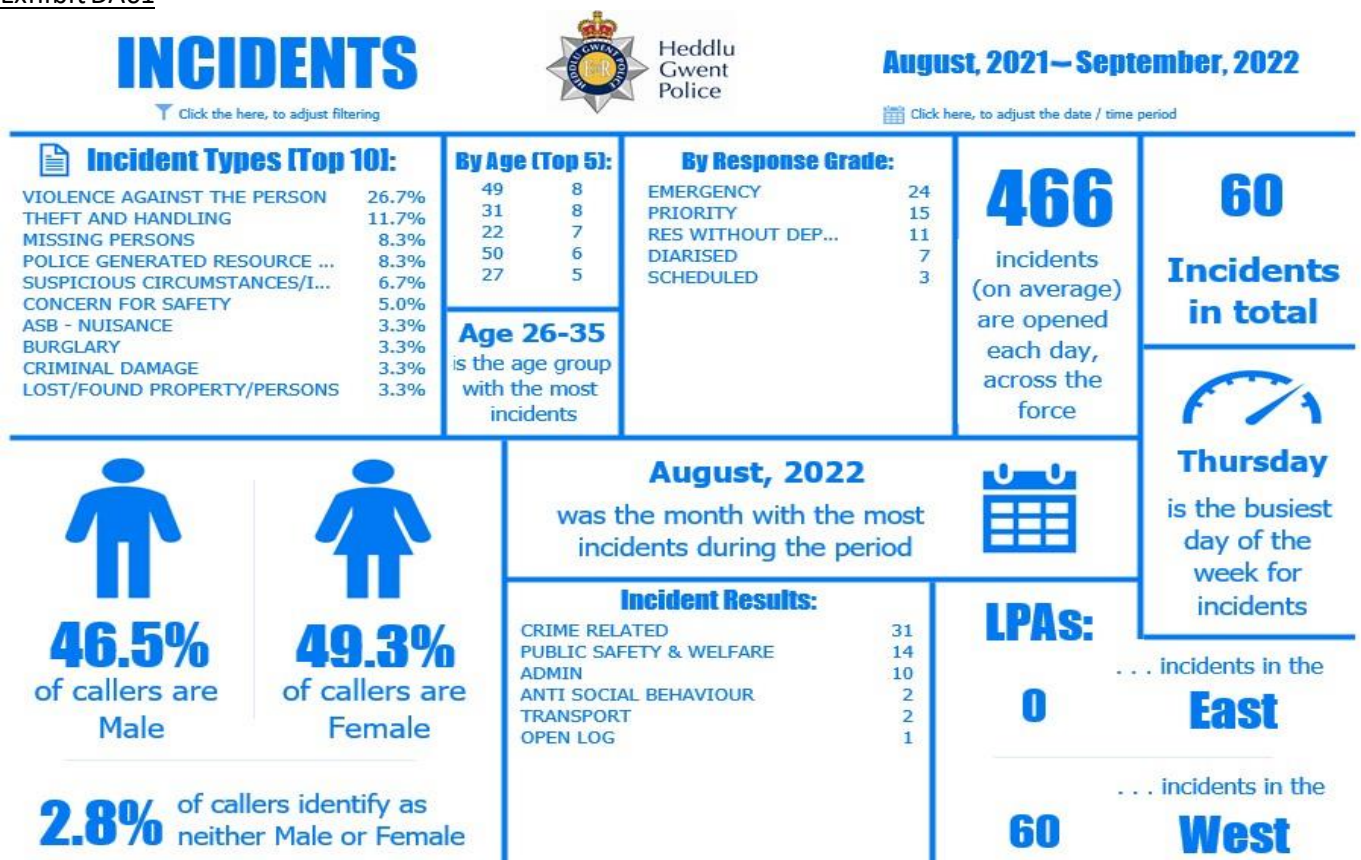 Exhibit DA01
INCIDENTS
Click the here, to adjust filtering
HEDDLU GWENT POLICE
E R
Heddlu
Gwent
Police
August, 2021– September, 2022
Click here, to adjust the date / time period
Incident Types [Top 10]:
VIOLENCE AGAINST THE PERSON 26.7%
THEFT AND HANDLING 11.7%
MISSING PERSONS 8.3%
POLICE GENERATED RESOURCE ... 8.3%
SUSPICIOUS CIRCUMSTANCES/I... 6.7%
CONCERN FOR SAFETY 5.0%
ASB - NUISANCE 3.3%
BURGLARY 3.3%
CRIMINAL DAMAGE 3.3%
LOST/FOUND PROPERTY/PERSONS 3.3%
By Age (Top 5):
49 8
31 8
22 7
50 6
27 5
Age 26-35
is the age group
with the most
incidents
By Response Grade:
EMERGENCY 24
PRIORITY 15
RES WITHOUT DEP... 11
DIARISED 7
SCHEDULED 3
466
incidents
(on average)
are opened
each day,
across the
force
60
Incidents
in total
Thursday
is the busiest
day of the
week for
incidents
46.5%
of callers are
Male
49.3%
of callers are
Female
2.8% of callers identify as
neither Male or Female
August, 2022
was the month with the most
incidents during the period
Incident Results:
CRIME RELATED 31
PUBLIC SAFETY & WELFARE 14
ADMIN 10
ANTI SOCIAL BEHAVIOUR 2
TRANSPORT 2
OPEN LOG 1
LPAs:
. . . incidents in the
0 East
. . . incidents in the
60 West